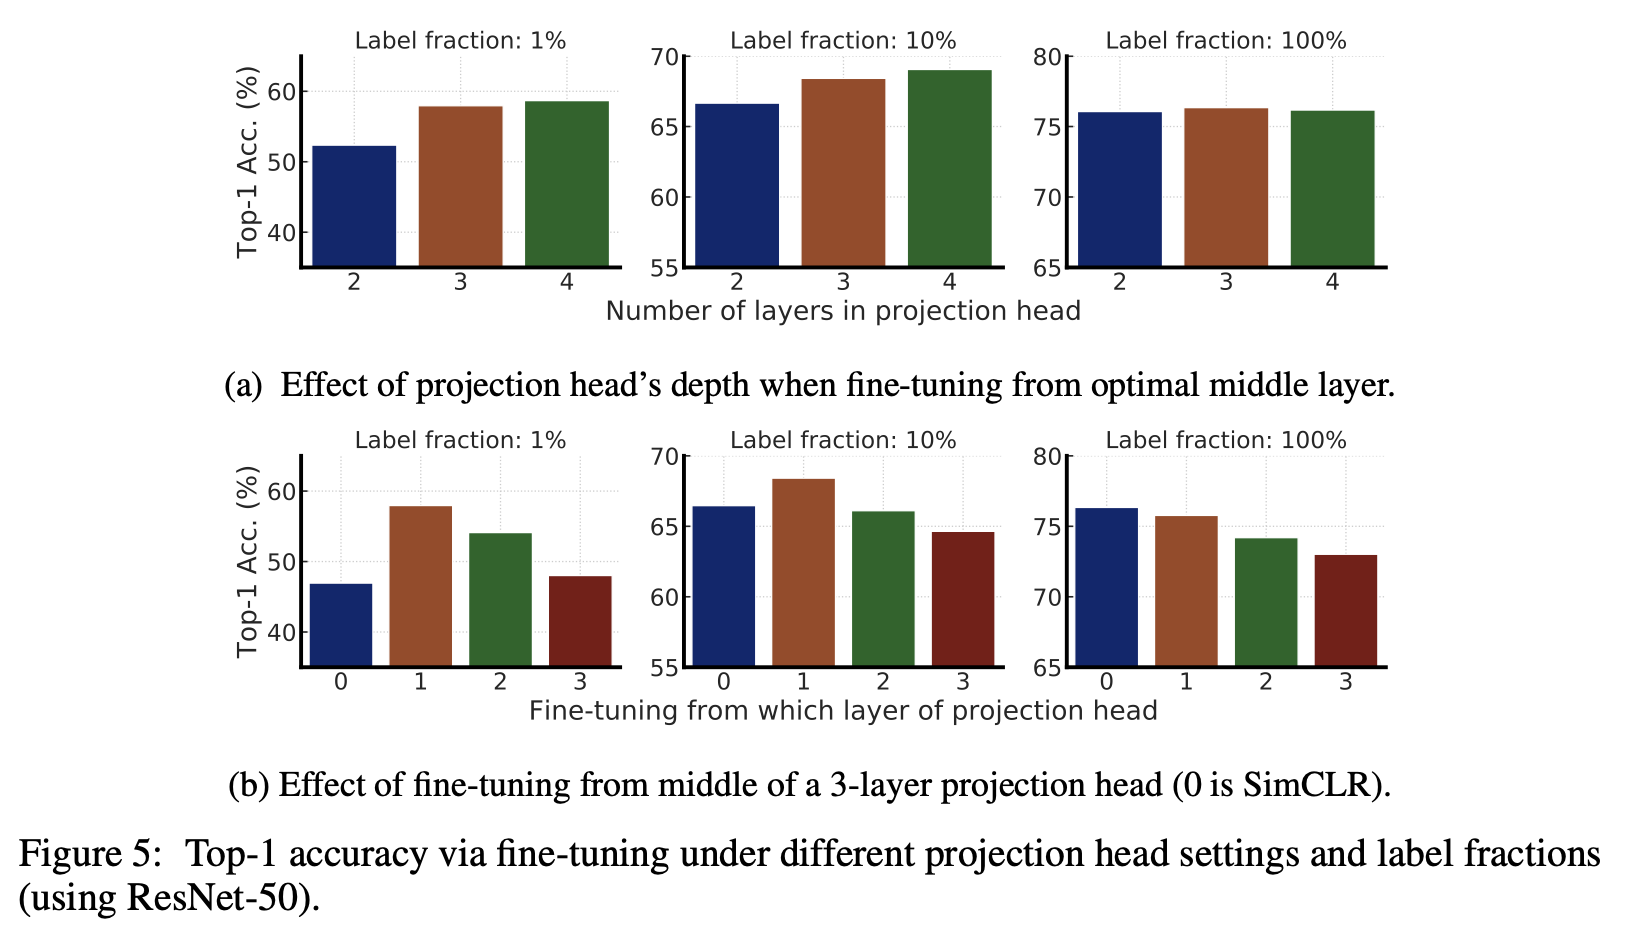 Label fraction: 1%
Label fraction: 10%
Label fraction: 100%
Top-1 Acc. (%)
60
50
40
70
65
60
55
80
75
70
65
2 3 4
2 3 4
2 3 4
Number of layers in projection head
(a) Effect of projection head’s depth when fine-tuning from optimal middle layer.
Label fraction: 1%
Label fraction: 10%
Label fraction: 100%
Top-1 Acc. (%)
60
50
40
70
65
60
55
80
75
70
65
0 1 2 3
0 1 2 3
0 1 2 3
Fine-tuning from which layer of projection head
(b) Effect of fine-tuning from middle of a 3-layer projection head (0 is SimCLR).
Figure 5: Top-1 accuracy via fine-tuning under different projection head settings and label fractions
(using ResNet-50).